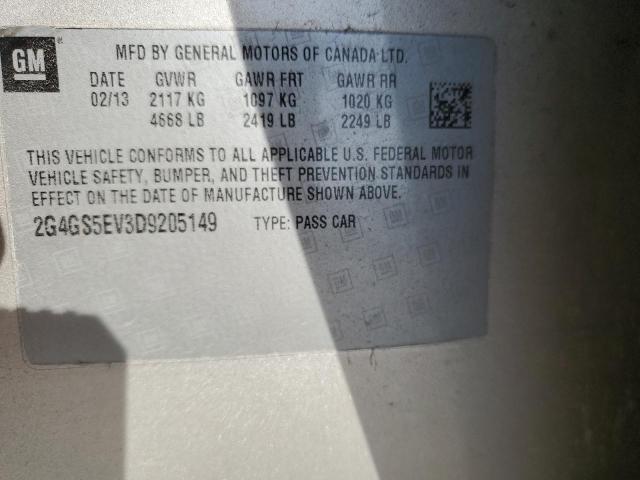 GM
MFD BY GENERAL MOTORS OF CANADA LTD.
DATE GVWR GAWR FRT GAWR RR
02/13 2117 KG 1097 KG 1020 KG
4668 LB 2419 LB 2249 LB
THIS VEHICLE CONFORMS TO ALL APPLICABLE U.S. FEDERAL MOTOR
VEHICLE SAFETY, BUMPER, AND THEFT PREVENTION STANDARDS IN
EFFECT ON THE DATE OF MANUFACTURE SHOWN ABOVE.
2G4GS5EV3D9205149 TYPE: PASS CAR